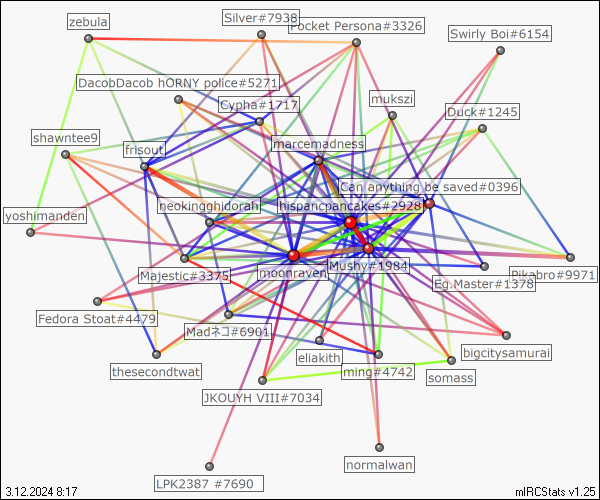 Silver#7938
zebula
Pocket Persona#3326
Swirly Boi#6154
DacobDacob hORNY police#5271
Cypha#1717
mukszi
Duck#1245
shawntee9
frisout
marcemadness
Can anything be saved#0396
heokingghidorah
hispancpancakes#2928
yoshimanden
Majestic#3375
moonraven
Mushy#1984
Eg.Master#1378
Pikabro#9971
Fedora Stoat#4479
Madネコ#6901
eliakith
bigcitysamurai
thesecondtwat
ming#4742
somass
JKOUYH VIII#7034
normalwan
LPK2387 #7690
3.12.2024 8:17
mIRCStats v1.25